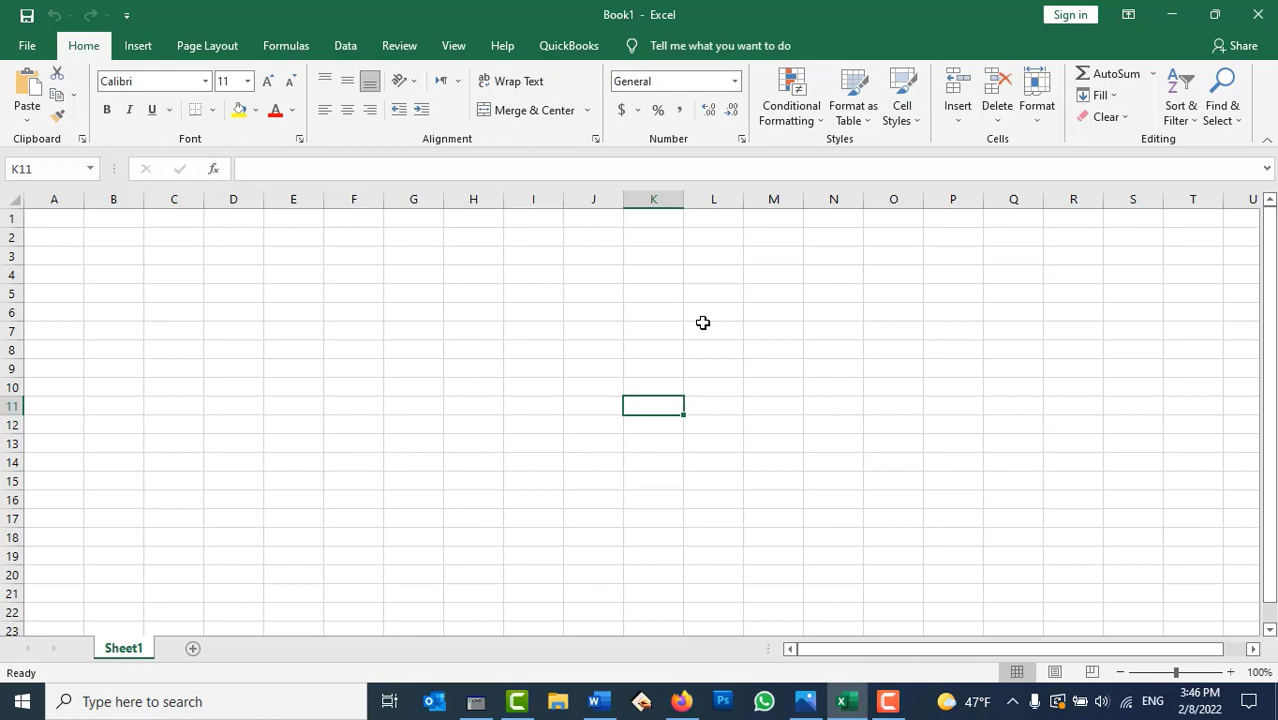 Book1 - Excel
Sign in
File Home Insert Page Layout Formulas Data Review View Help QuickBooks Tell me what you want to do Share
Paste
Calibri 11
B I U A
Wrap Text
Merge & Center
General
$ % ,
Conditional Formatting
Format as Table
Cell Styles
Insert
Delete
Format
AutoSum
Fill
Clear
Sort & Filter
Find & Select
Clipboard Font Alignment Number Styles Cells Editing
K11 fx
A B C D E F G H I J K L M N O P Q R S T U
1
2
3
4
5
6
7
8
9
10
11
12
13
14
15
16
17
18
19
20
21
22
23
Sheet1
Ready 100%
Type here to search
47°F ENG 3:46 PM
2/8/2022